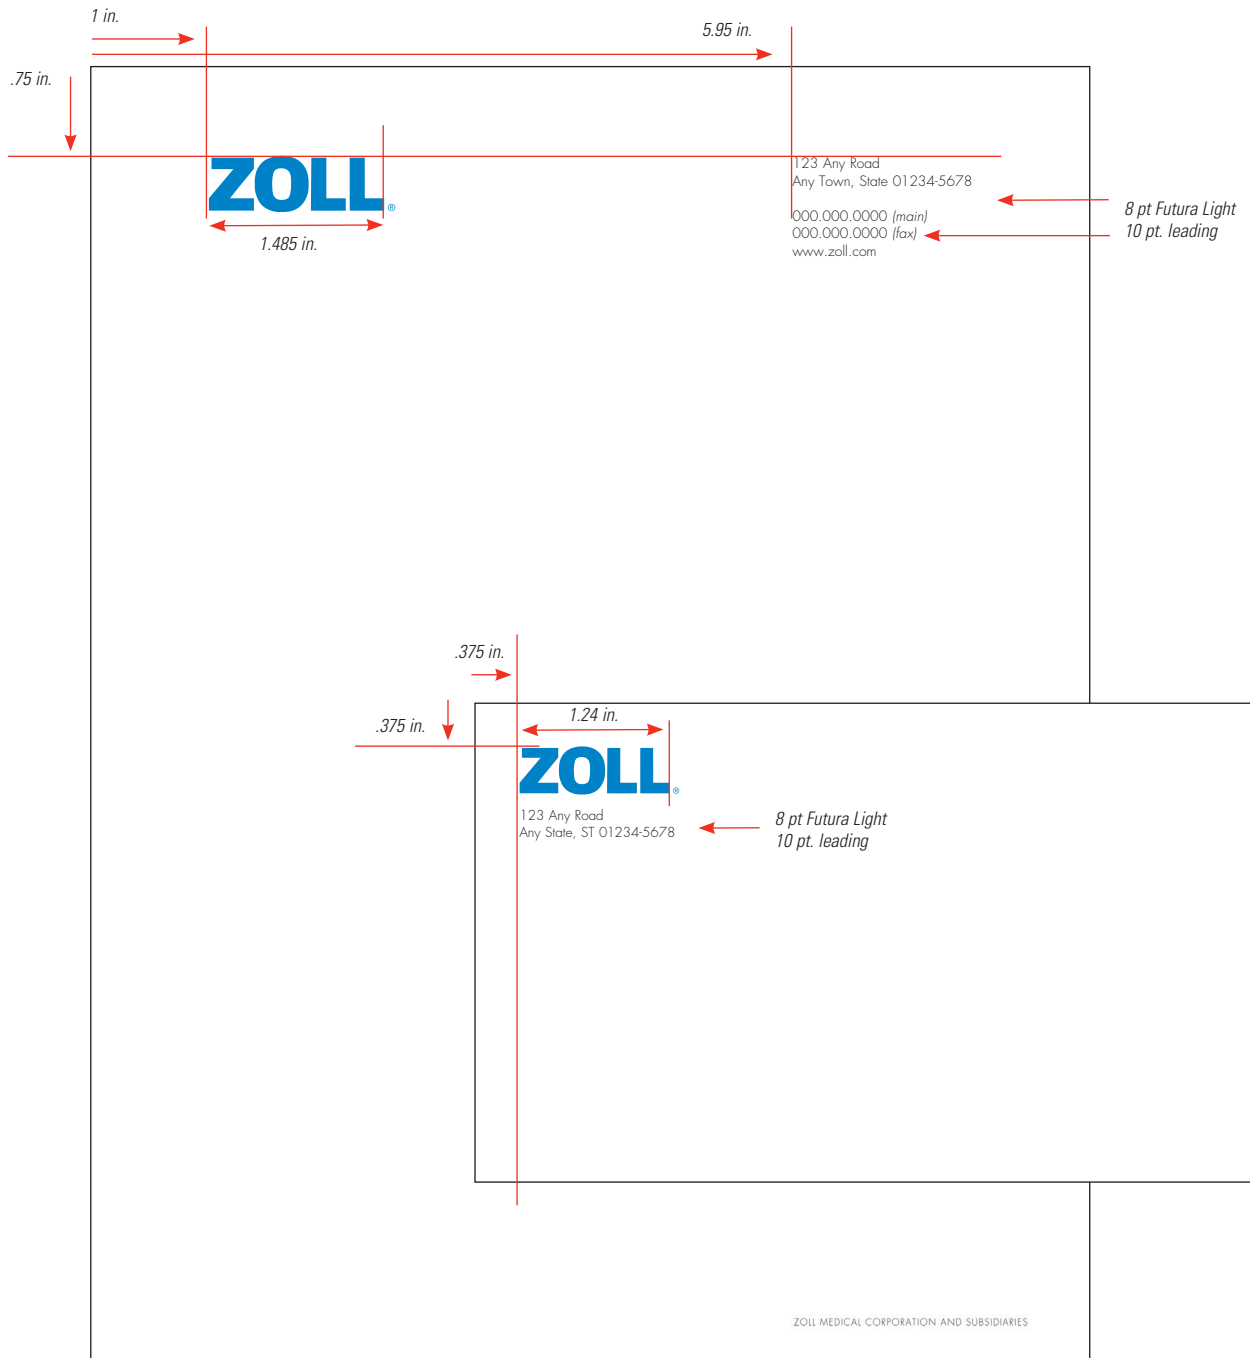 1 in.
5.95 in.
.75 in.
ZOLL®
1.485 in.
123 Any Road
Any Town, State 01234-5678
000.000.0000 (main)
000.000.0000 (fax)
www.zoll.com
8 pt Futura Light
10 pt. leading
.375 in.
.375 in.
1.24 in.
ZOLL®
123 Any Road
Any State, ST 01234-5678
8 pt Futura Light
10 pt. leading
ZOLL MEDICAL CORPORATION AND SUBSIDIARIES